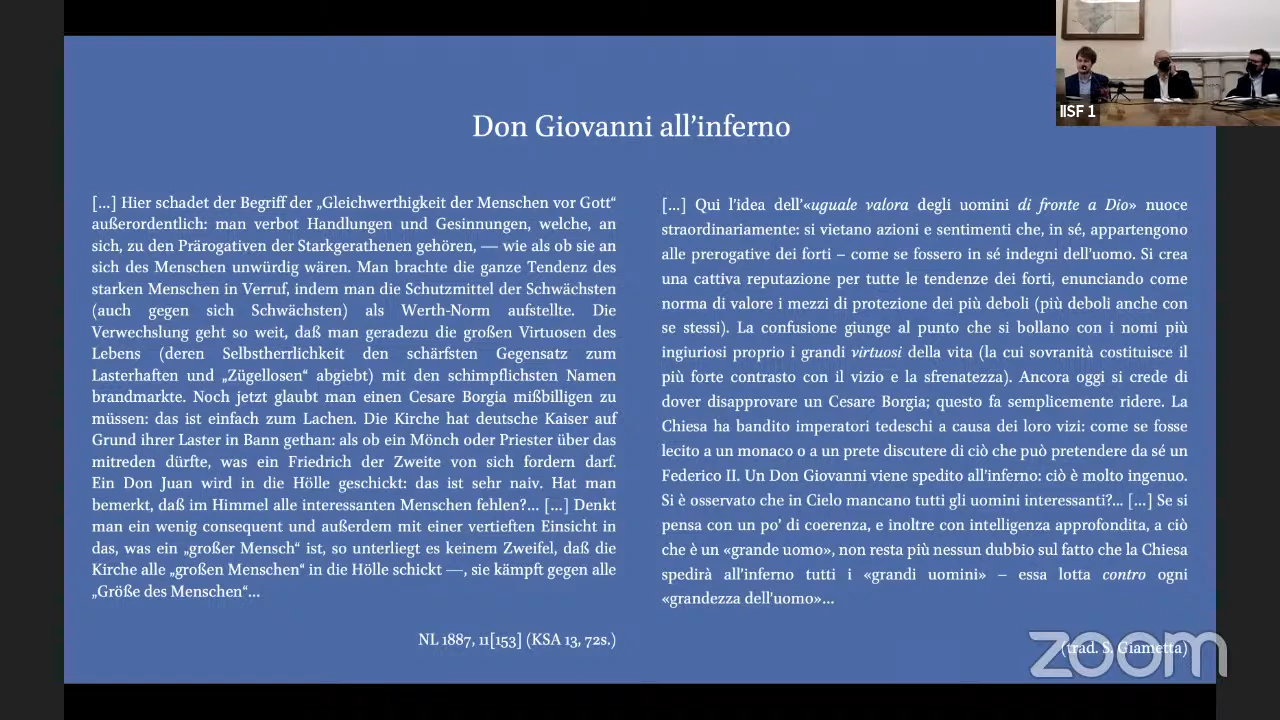 Don Giovanni all'inferno
[...] Hier schadet der Begriff der „Gleichwerthigkeit der Menschen vor Gott“
außerordentlich: man verbot Handlungen und Gesinnungen, welche, an
sich, zu den Prärogativen der Starkgerathenen gehören, — wie als ob sie an
sich des Menschen unwürdig wären. Man brachte die ganze Tendenz des
starken Menschen in Verruf, indem man die Schutzmittel der Schwächsten
(auch gegen sich Schwächsten) als Werth-Norm aufstellte. Die
Verwechslung geht so weit, daß man geradezu die großen Virtuosen des
Lebens (deren Selbstherrlichkeit den schärfsten Gegensatz zum
Lasterhaften und „Zügellosen“ abgiebt) mit den schimpflichsten Namen
brandmarkte. Noch jetzt glaubt man einen Cesare Borgia mißbilligen zu
müssen: das ist einfach zum Lachen. Die Kirche hat deutsche Kaiser auf
Grund ihrer Laster in Bann gethan: als ob ein Mönch oder Priester über das
mitreden dürfte, was ein Friedrich der Zweite von sich fordern darf.
Ein Don Juan wird in die Hölle geschickt: das ist sehr naiv. Hat man
bemerkt, daß im Himmel alle interessanten Menschen fehlen?... [...] Denkt
man ein wenig consequent und außerdem mit einer vertieften Einsicht in
das, was ein „großer Mensch“ ist, so unterliegt es keinem Zweifel, daß die
Kirche alle „großen Menschen“ in die Hölle schickt —, sie kämpft gegen alle
„Größe des Menschen“...
NL 1887, 11[153] (KSA 13, 72s.)
[...] Qui l'idea dell'«uguale valora degli uomini di fronte a Dio» nuoce
straordinariamente: si vietano azioni e sentimenti che, in sé, appartengono
alle prerogative dei forti – come se fossero in sé indegni dell'uomo. Si crea
una cattiva reputazione per tutte le tendenze dei forti, enunciando come
norma di valore i mezzi di protezione dei più deboli (più deboli anche con
se stessi). La confusione giunge al punto che si bollano con i nomi più
ingiuriosi proprio i grandi virtuosi della vita (la cui sovranità costituisce il
più forte contrasto con il vizio e la sfrenatezza). Ancora oggi si crede di
dover disapprovare un Cesare Borgia; questo fa semplicemente ridere. La
Chiesa ha bandito imperatori tedeschi a causa dei loro vizi: come se fosse
lecito a un monaco o a un prete discutere di ciò che può pretendere da sé un
Federico II. Un Don Giovanni viene spedito all'inferno: ciò è molto ingenuo.
Si è osservato che in Cielo mancano tutti gli uomini interessanti?... [...] Se si
pensa con un po' di coerenza, e inoltre con intelligenza approfondita, a ciò
che è un «grande uomo», non resta più nessun dubbio sul fatto che la Chiesa
spedirà all'inferno tutti i «grandi uomini» – essa lotta contro ogni
«grandezza dell'uomo»...
(trad. S. Giametta)
IISF 1
zoom